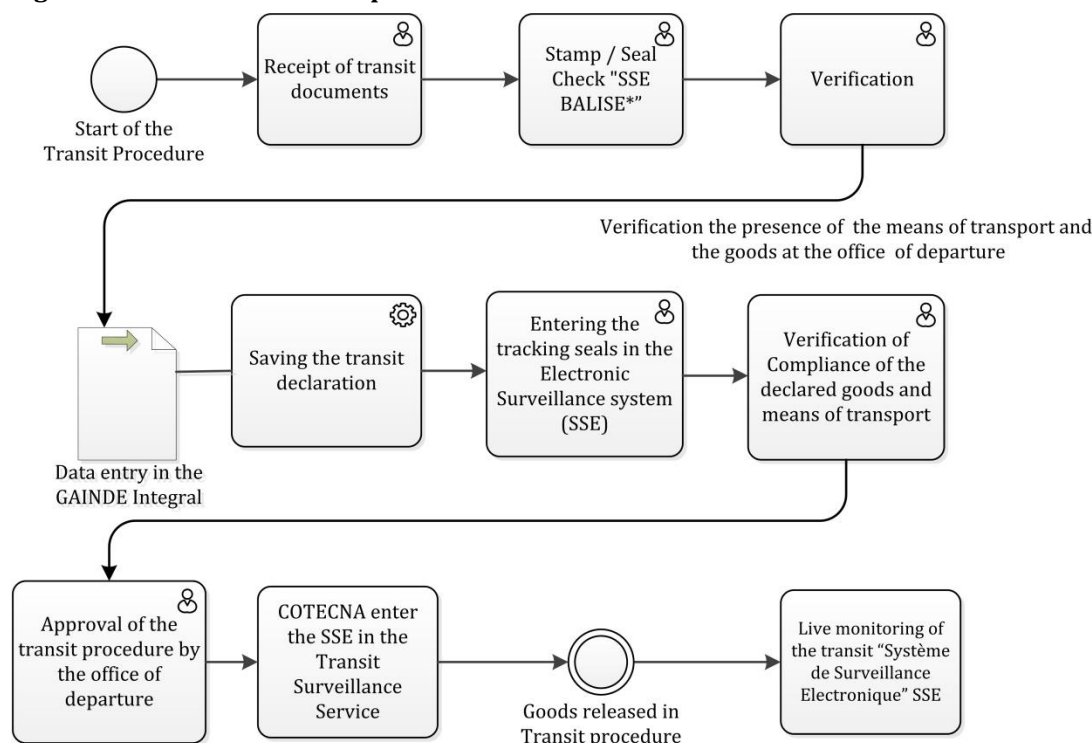 Receipt of transit
documents
Stamp / Seal
Check "SSE
BALISE*”
Verification
Start of the
Transit Procedure
Verification the presence of the means of transport and
the goods at the office of departure
Saving the transit
declaration
Entering the
tracking seals in the
Electronic
Surveillance system
(SSE)
Verification of
Compliance of the
declared goods and
means of transport
Data entry in the
GAINDE Integral
Approval of the
transit procedure by
the office of
departure
COTECNA enter
the SSE in the
Transit
Surveillance
Service
Goods released in
Transit procedure
Live monitoring of
the transit “Système
de Surveillance
Electronique” SSE